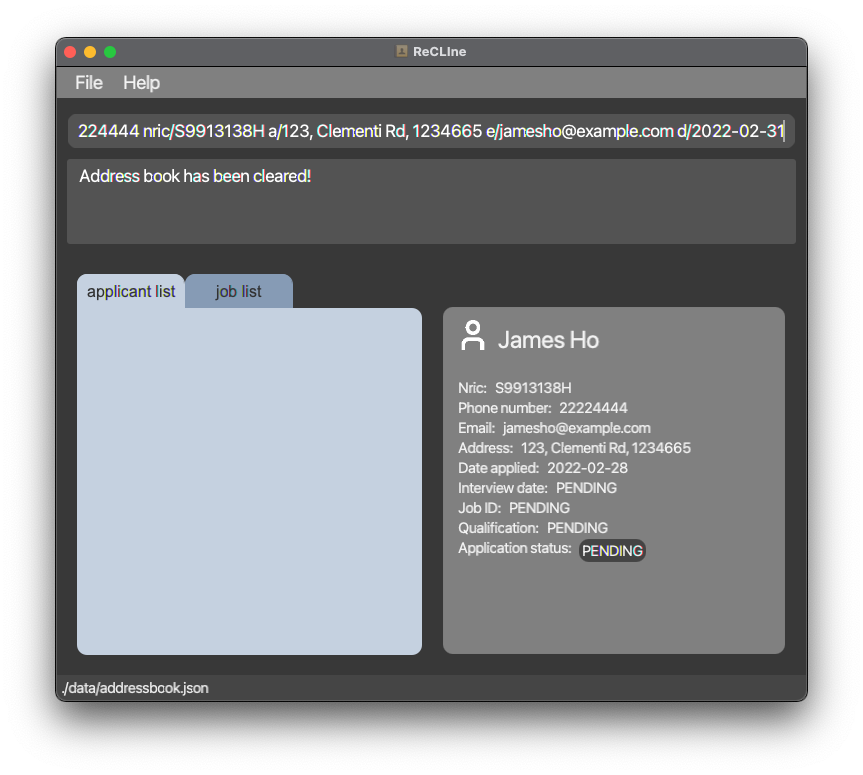 ReCLIne
File Help
224444 nric/S9913138H a/123, Clementi Rd, 1234665 e/jamesho@example.com d/2022-02-31
Address book has been cleared!
applicant list job list
James Ho
Nric: S9913138H
Phone number: 22224444
Email: jamesho@example.com
Address: 123, Clementi Rd, 1234665
Date applied: 2022-02-28
Interview date: PENDING
Job ID: PENDING
Qualification: PENDING
Application status: PENDING
./data/addressbook.json